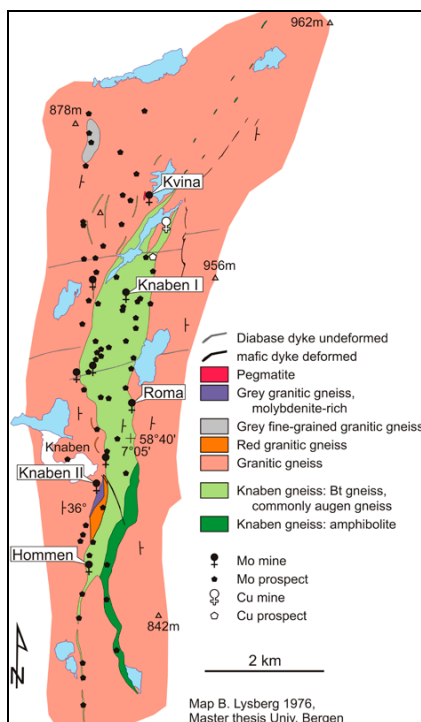 962m
878m
Kvina
956m
Knaben I
Diabase dyke undeformed
mafic dyke deformed
Pegmatite
Grey granitic gneiss,
molybdenite-rich
Roma
Grey fine-grained granitic gneiss
Red granitic gneiss
58°40'
7°05'
Knaben
Granitic gneiss
Knaben II
Knaben gneiss: Bt gneiss,
commonly augen gneiss
36°
Knaben gneiss: amphibolite
Hommen
Mo mine
Mo prospect
Cu mine
Cu prospect
842m
2 km
N
Map B. Lysberg 1976,
Master thesis Univ. Bergen